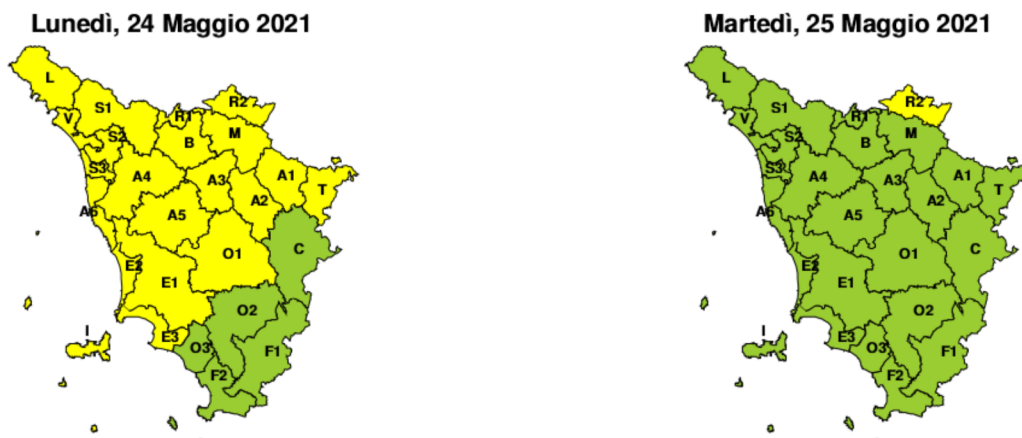 Lunedì, 24 Maggio 2021
L
S1
R1
R2
V
S2
B
M
S3
A4
A3
A1
T
A2
A6
A5
O1
C
E2
E1
I
O2
E3
O3
F1
F2
Martedì, 25 Maggio 2021
L
S1
R1
R2
V
S2
B
M
S3
A4
A3
A1
T
A2
A6
A5
O1
C
E2
E1
I
O2
E3
O3
F1
F2